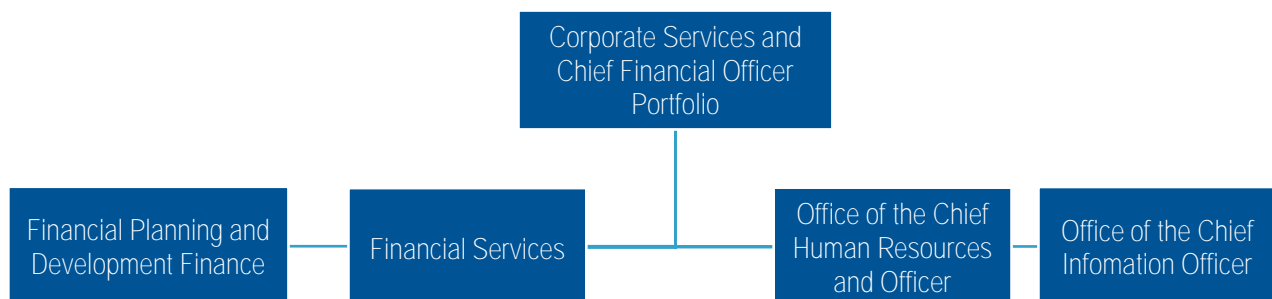 Corporate Services and
Chief Financial Officer
Portfolio
Financial Planning and
Development Finance
Financial Services
Office of the Chief
Human Resources
and Officer
Office of the Chief
Infomation Officer